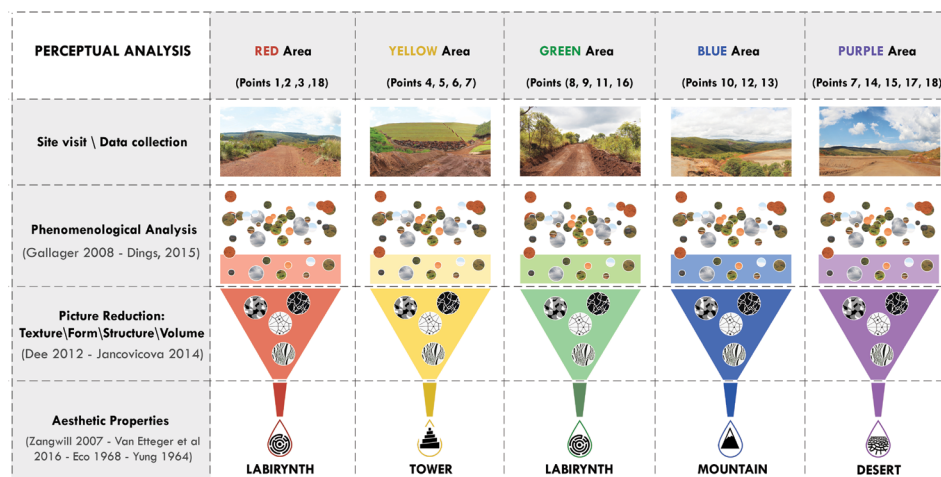 PERCEPTUAL ANALYSIS
RED Area
(Points 1,2 ,3 ,18)
YELLOW Area
(Points 4, 5, 6, 7)
GREEN Area
(Points (8, 9, 11, 16)
BLUE Area
(Points 10, 12, 13)
PURPLE Area
(Points 7, 14, 15, 17, 18)
Site visit \ Data collection
Phenomenological Analysis
(Gallager 2008 - Dings, 2015)
Picture Reduction:
Texture\Form\Structure\Volume
(Dee 2012 - Jancovicova 2014)
Aesthetic Properties
(Zangwill 2007 - Van Etteger et al
2016 - Eco 1968 - Yung 1964)
LABIRYNTH
TOWER
LABIRYNTH
MOUNTAIN
DESERT